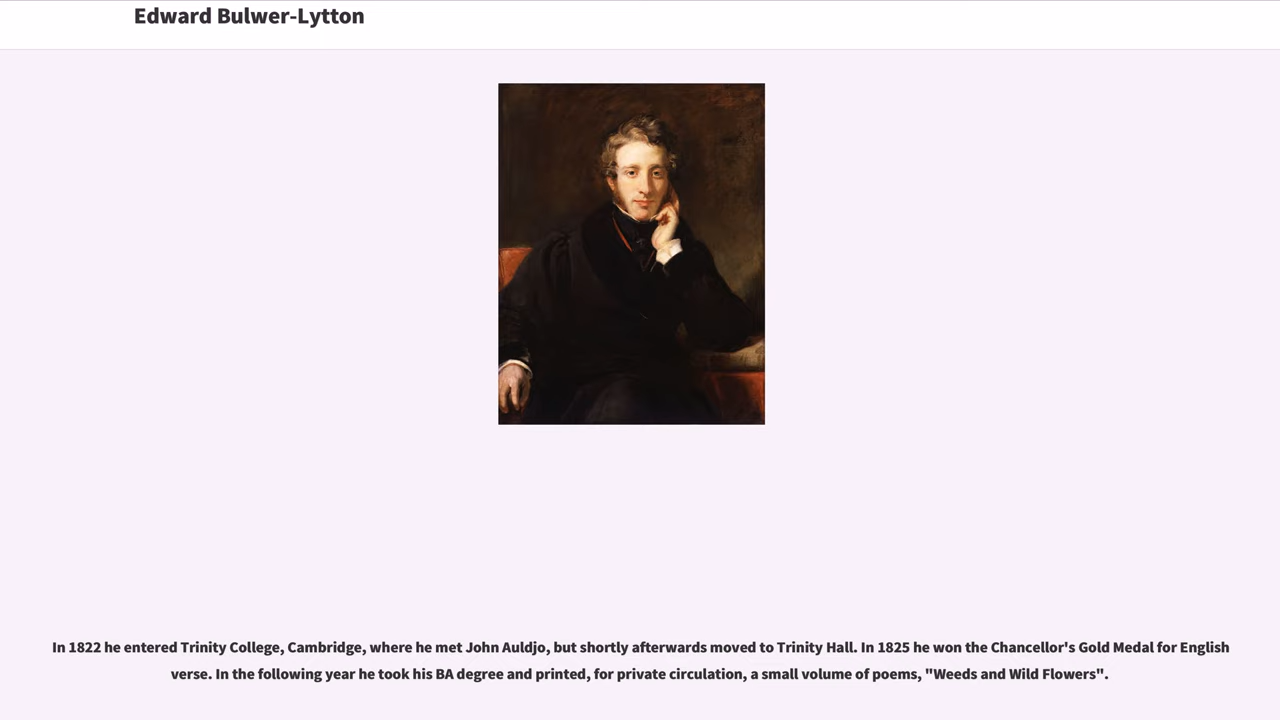 Edward Bulwer-Lytton
In 1822 he entered Trinity College, Cambridge, where he met John Auldjo, but shortly afterwards moved to Trinity Hall. In 1825 he won the Chancellor's Gold Medal for English
verse. In the following year he took his BA degree and printed, for private circulation, a small volume of poems, "Weeds and Wild Flowers".